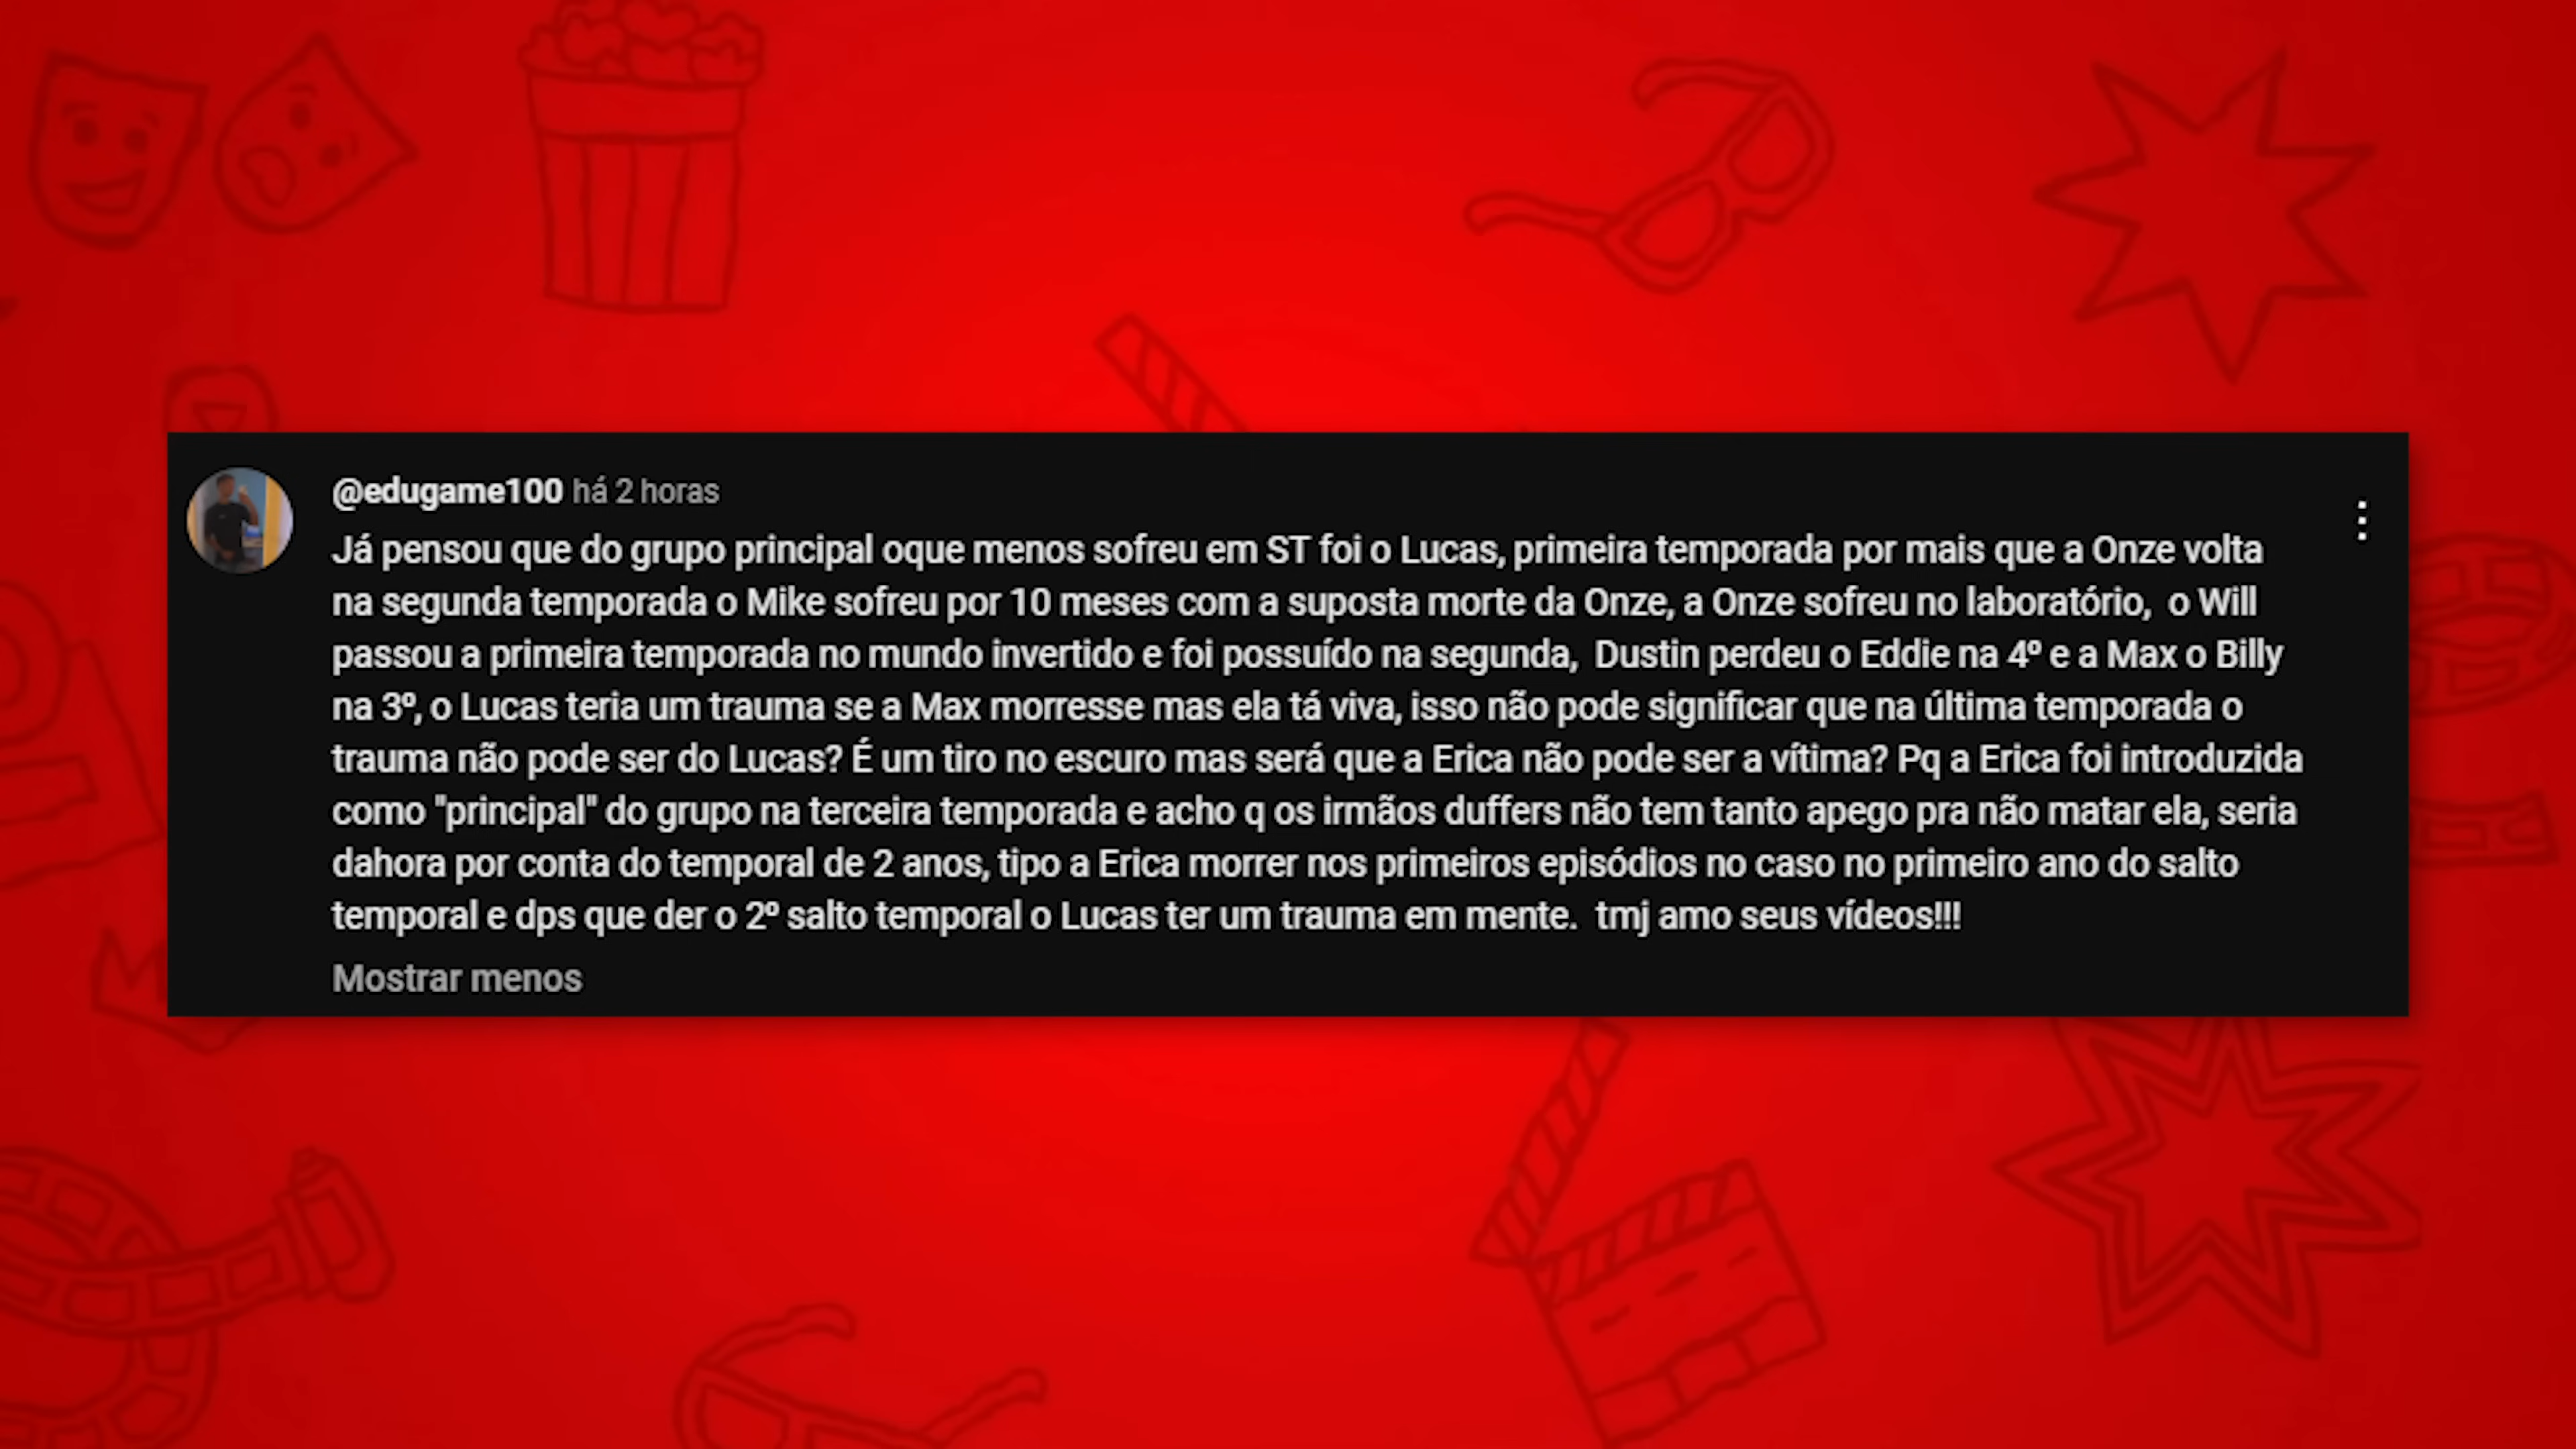 @edugame100 há 2 horas
Já pensou que do grupo principal oque menos sofreu em ST foi o Lucas, primeira temporada por mais que a Onze volta
na segunda temporada o Mike sofreu por 10 meses com a suposta morte da Onze, a Onze sofreu no laboratório,  o Will
passou a primeira temporada no mundo invertido e foi possuído na segunda,  Dustin perdeu o Eddie na 4º e a Max o Billy
na 3º, o Lucas teria um trauma se a Max morresse mas ela tá viva, isso não pode significar que na última temporada o
trauma não pode ser do Lucas? É um tiro no escuro mas será que a Erica não pode ser a vítima? Pq a Erica foi introduzida
como "principal" do grupo na terceira temporada e acho q os irmãos duffers não tem tanto apego pra não matar ela, seria
dahora por conta do temporal de 2 anos, tipo a Erica morrer nos primeiros episódios no caso no primeiro ano do salto
temporal e dps que der o 2º salto temporal o Lucas ter um trauma em mente.  tmj amo seus vídeos!!!
Mostrar menos